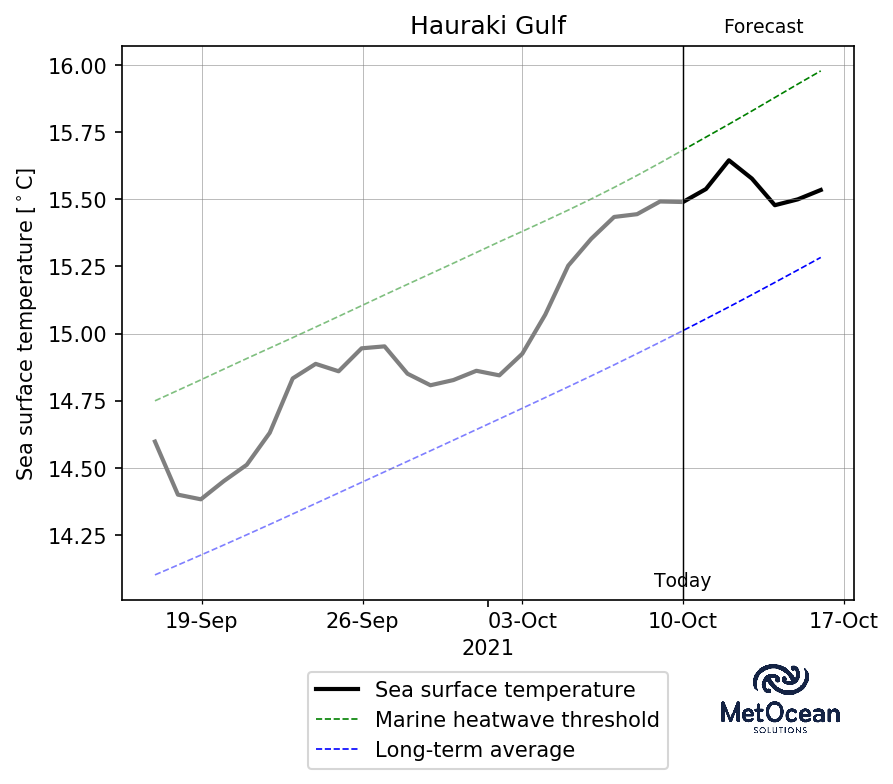 Hauraki Gulf
Forecast
Sea surface temperature [°C]
16.00
15.75
15.50
15.25
15.00
14.75
14.50
14.25
Today
19-Sep 26-Sep 03-Oct 10-Oct 17-Oct
2021
Sea surface temperature
Marine heatwave threshold
Long-term average
MetOcean
SOLUTIONS